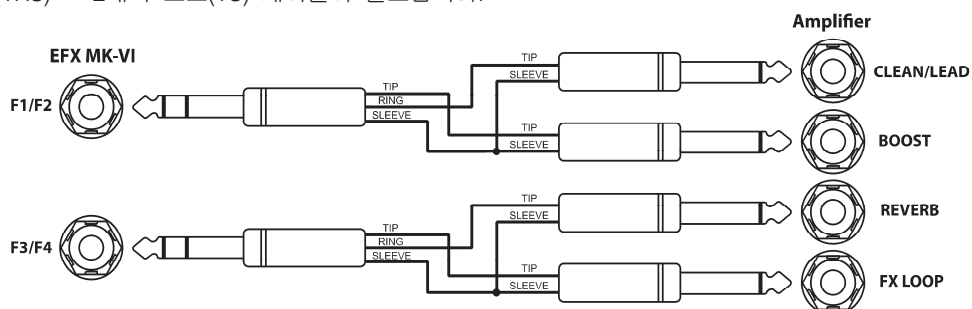 Amplifier
EFX MK-VI
F1/F2
TIP
RING
SLEEVE
TIP
SLEEVE
CLEAN/LEAD
TIP
SLEEVE
BOOST
F3/F4
TIP
RING
SLEEVE
TIP
SLEEVE
REVERB
TIP
SLEEVE
FX LOOP